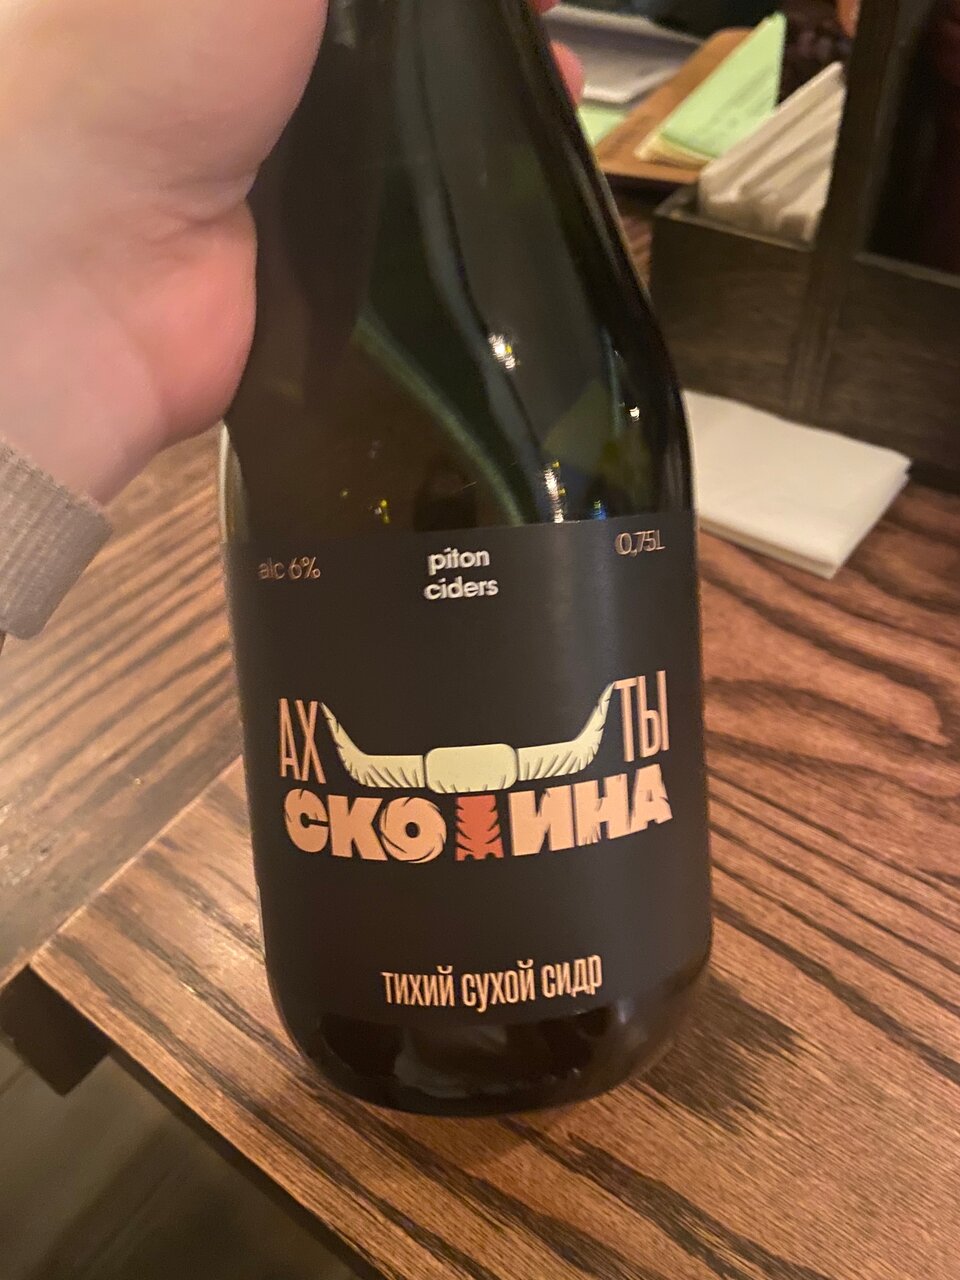 alc 6%
piton
ciders
0,75L
АХ ТЫ
СКОТИНА
тихий сухой сидр